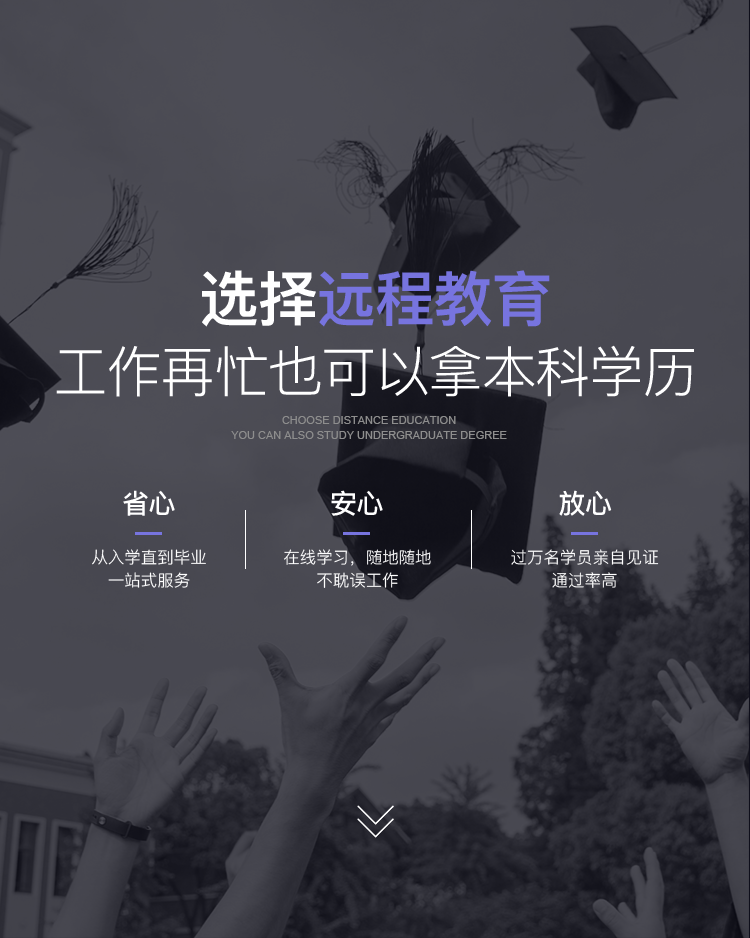 选择远程教育
工作再忙也可以拿本科学历
CHOOSE DISTANCE EDUCATION
YOU CAN ALSO STUDY UNDERGRADUATE DEGREE
省心
从入学直到毕业
一站式服务
安心
在线学习，随地随地
不耽误工作
放心
过万名学员亲自见证
通过率高